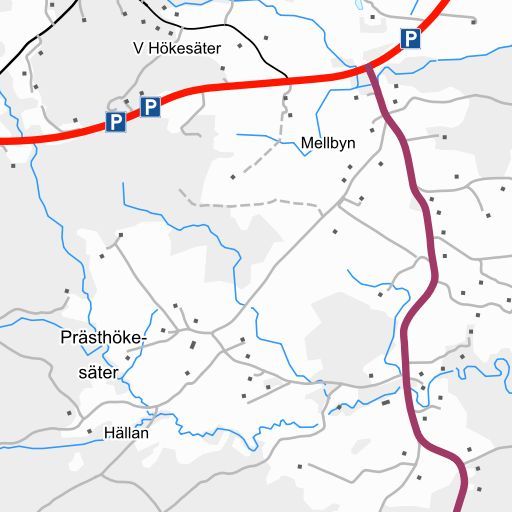 P
V Hökesäter
P
P
Mellbyn
Prästhöke-
säter
Hällan